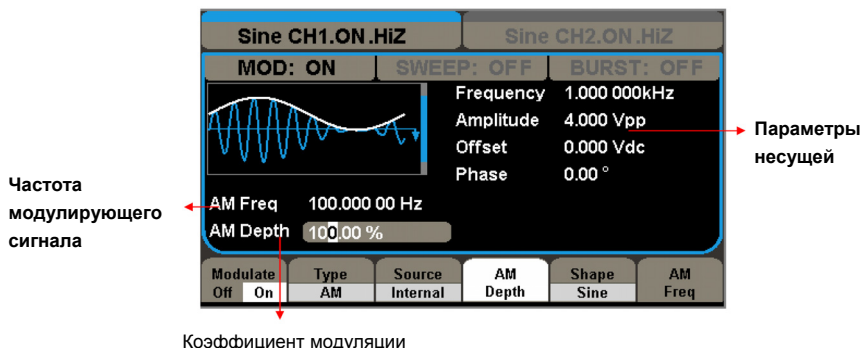 Sine CH1.ON.HiZ
Sine CH2.ON.HiZ
MOD: ON
SWEEP: OFF
BURST: OFF
Frequency 1.000 000kHz
Amplitude 4.000 Vpp
Offset 0.000 Vdc
Phase 0.00 °
Параметры
несущей
Частота
модулирующего
сигнала
AM Freq 100.000 00 Hz
AM Depth 100.00 %
Modulate Type Source AM Shape AM
Off On AM Internal Depth Sine Freq
Коэффициент модуляции